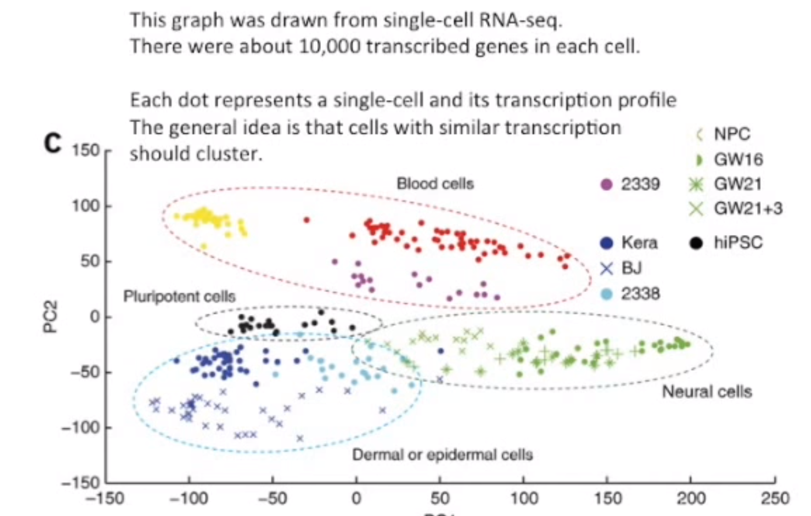 This graph was drawn from single-cell RNA-seq.
There were about 10,000 transcribed genes in each cell.
Each dot represents a single-cell and its transcription profile
The general idea is that cells with similar transcription
should cluster.
C
150
100
50
0
−50
−100
−150
PC2
−150
−100
−50
0
50
100
150
200
250
Blood cells
Pluripotent cells
Neural cells
Dermal or epidermal cells
2339
Kera
BJ
2338
NPC
GW16
GW21
GW21+3
hiPSC